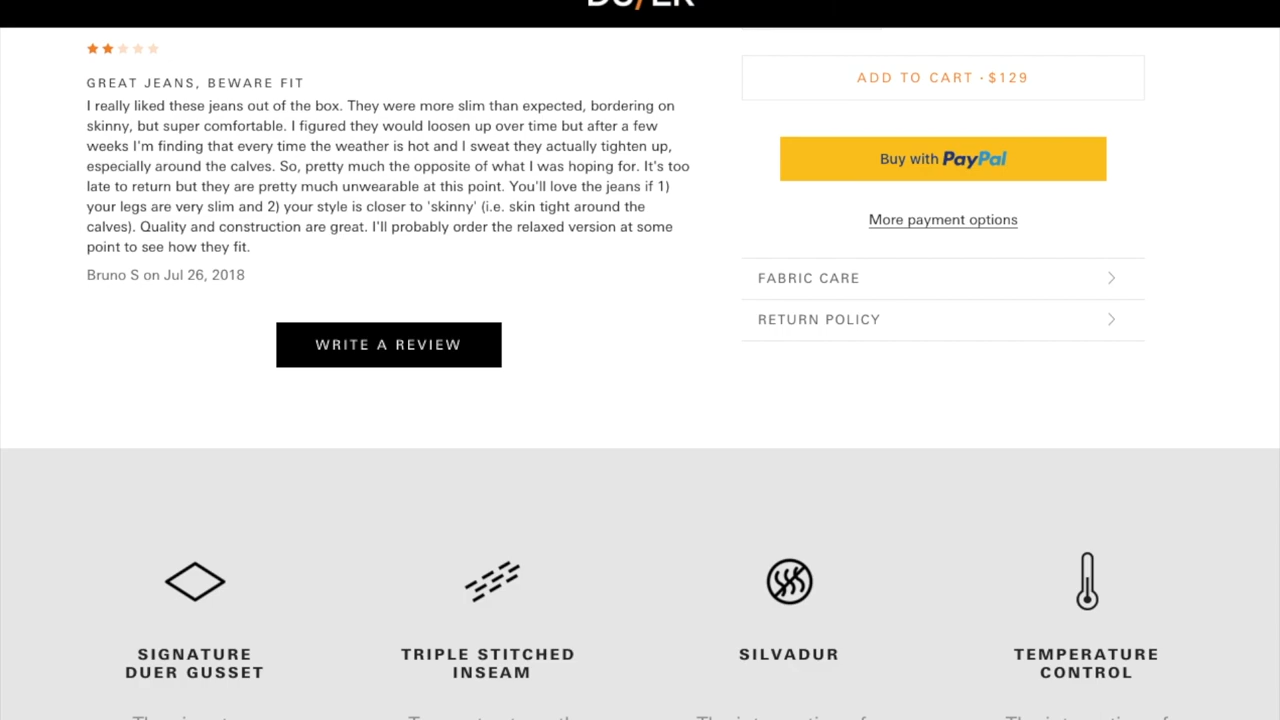 DU/ER
GREAT JEANS, BEWARE FIT
I really liked these jeans out of the box. They were more slim than expected, bordering on
skinny, but super comfortable. I figured they would loosen up over time but after a few
weeks I'm finding that every time the weather is hot and I sweat they actually tighten up,
especially around the calves. So, pretty much the opposite of what I was hoping for. It's too
late to return but they are pretty much unwearable at this point. You'll love the jeans if 1)
your legs are very slim and 2) your style is closer to 'skinny' (i.e. skin tight around the
calves). Quality and construction are great. I'll probably order the relaxed version at some
point to see how they fit.
Bruno S on Jul 26, 2018
WRITE A REVIEW
ADD TO CART · $129
Buy with PayPal
More payment options
FABRIC CARE
RETURN POLICY
SIGNATURE
DUER GUSSET
TRIPLE STITCHED
INSEAM
SILVADUR
TEMPERATURE
CONTROL